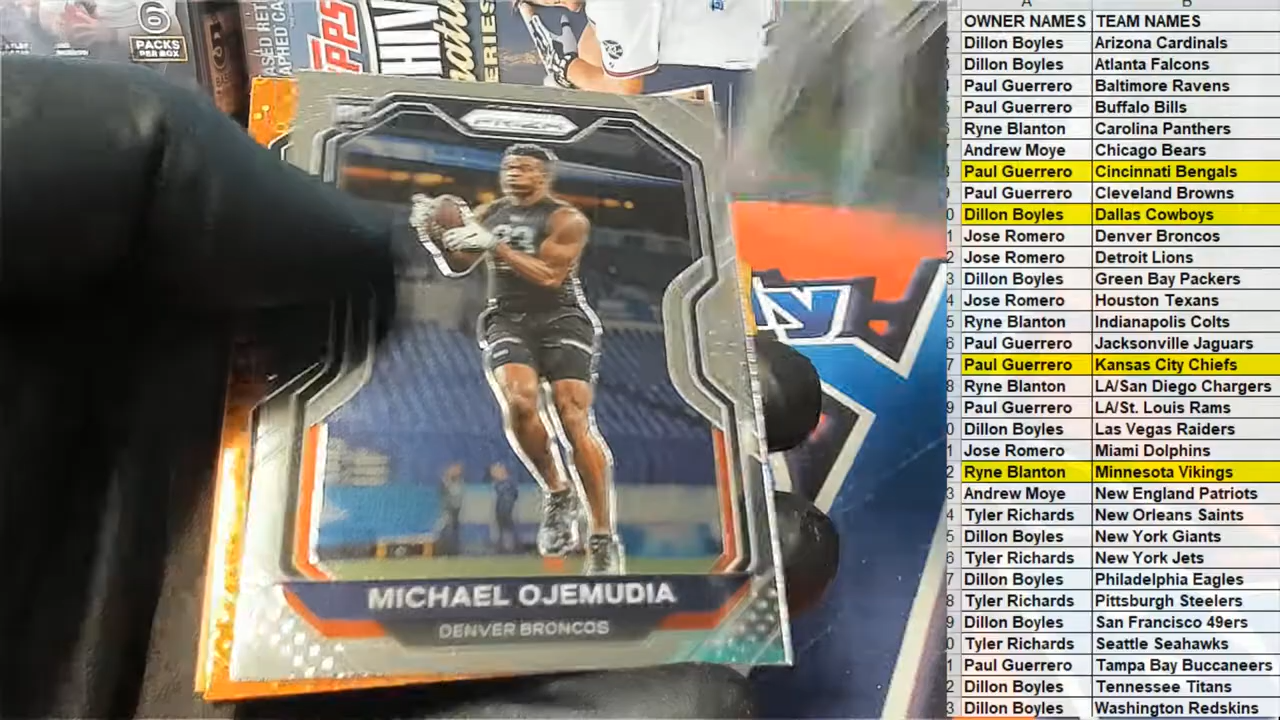 6
PACKS
PER BOX
TOPPS
SERIES
RC
PRIZM
33
MICHAEL OJEMUDIA
DENVER BRONCOS
A B
OWNER NAMES TEAM NAMES
Dillon Boyles Arizona Cardinals
Dillon Boyles Atlanta Falcons
Paul Guerrero Baltimore Ravens
Paul Guerrero Buffalo Bills
Ryne Blanton Carolina Panthers
Andrew Moye Chicago Bears
Paul Guerrero Cincinnati Bengals
Paul Guerrero Cleveland Browns
Dillon Boyles Dallas Cowboys
Jose Romero Denver Broncos
Jose Romero Detroit Lions
Dillon Boyles Green Bay Packers
Jose Romero Houston Texans
Ryne Blanton Indianapolis Colts
Paul Guerrero Jacksonville Jaguars
Paul Guerrero Kansas City Chiefs
Ryne Blanton LA/San Diego Chargers
Paul Guerrero LA/St. Louis Rams
Dillon Boyles Las Vegas Raiders
Jose Romero Miami Dolphins
Ryne Blanton Minnesota Vikings
Andrew Moye New England Patriots
Tyler Richards New Orleans Saints
Dillon Boyles New York Giants
Tyler Richards New York Jets
Dillon Boyles Philadelphia Eagles
Tyler Richards Pittsburgh Steelers
Dillon Boyles San Francisco 49ers
Tyler Richards Seattle Seahawks
Paul Guerrero Tampa Bay Buccaneers
Dillon Boyles Tennessee Titans
Dillon Boyles Washington Redskins